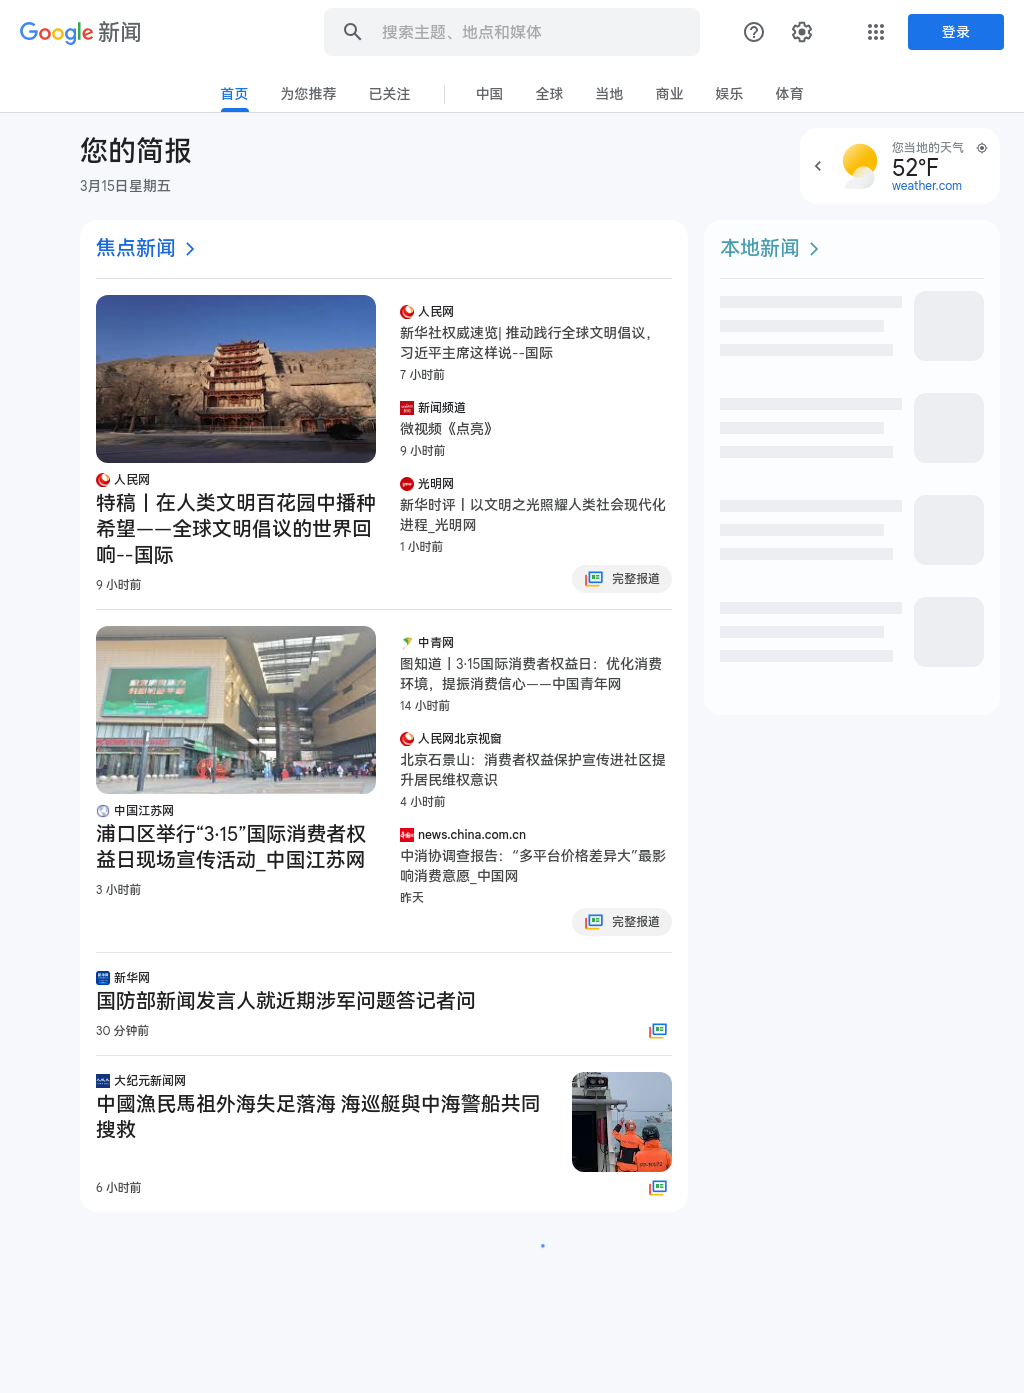 Google 新闻
搜索主题、地点和媒体
登录
首页 为您推荐 已关注 中国 全球 当地 商业 娱乐 体育
您的简报
3月15日星期五
您当地的天气
52°F
weather.com
焦点新闻
人民网
特稿丨在人类文明百花园中播种
希望——全球文明倡议的世界回
响--国际
9 小时前
人民网
新华社权威速览| 推动践行全球文明倡议，
习近平主席这样说--国际
7 小时前
新闻频道
微视频《点亮》
9 小时前
光明网
新华时评丨以文明之光照耀人类社会现代化
进程_光明网
1 小时前
完整报道
中国江苏网
浦口区举行“3·15”国际消费者权
益日现场宣传活动_中国江苏网
3 小时前
中青网
图知道丨3·15国际消费者权益日：优化消费
环境，提振消费信心——中国青年网
14 小时前
人民网北京视窗
北京石景山：消费者权益保护宣传进社区提
升居民维权意识
4 小时前
news.china.com.cn
中消协调查报告：“多平台价格差异大”最影
响消费意愿_中国网
昨天
完整报道
新华网
国防部新闻发言人就近期涉军问题答记者问
30 分钟前
大纪元新闻网
中國漁民馬祖外海失足落海 海巡艇與中海警船共同
搜救
6 小时前
本地新闻